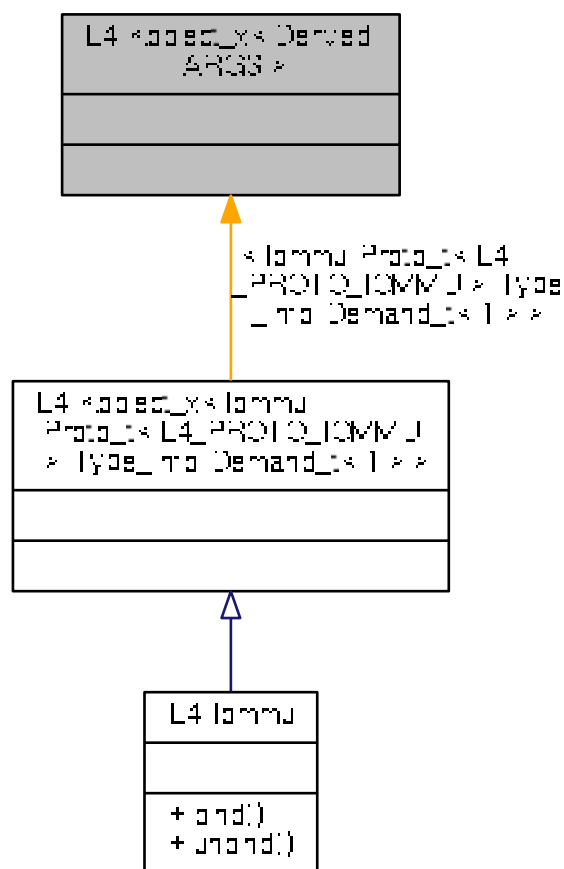 L4 Kobject_x< Derived
ARGS >
< Iommu Proto_t< L4
_PROTO_IOMMU > Type
_info Demand_t< 1 > >
L4 Kobject_x< Iommu
Proto_t< L4_PROTO_IOMMU
> Type_info Demand_t< 1 > >
L4 Iommu
+ bind()
+ unbind()